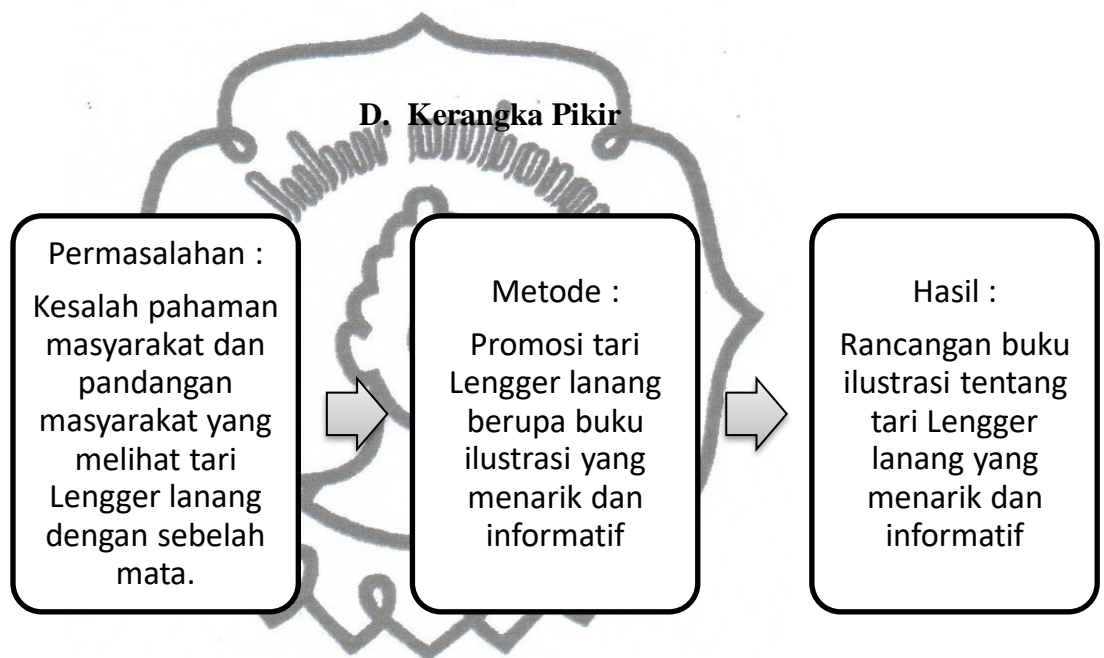 D. Kerangka Pikir
Permasalahan :
Kesalah pahaman
masyarakat dan
pandangan
masyarakat yang
melihat tari
Lengger lanang
dengan sebelah
mata.
Metode :
Promosi tari
Lengger lanang
berupa buku
ilustrasi yang
menarik dan
informatif
Hasil :
Rancangan buku
ilustrasi tentang
tari Lengger
lanang yang
menarik dan
informatif